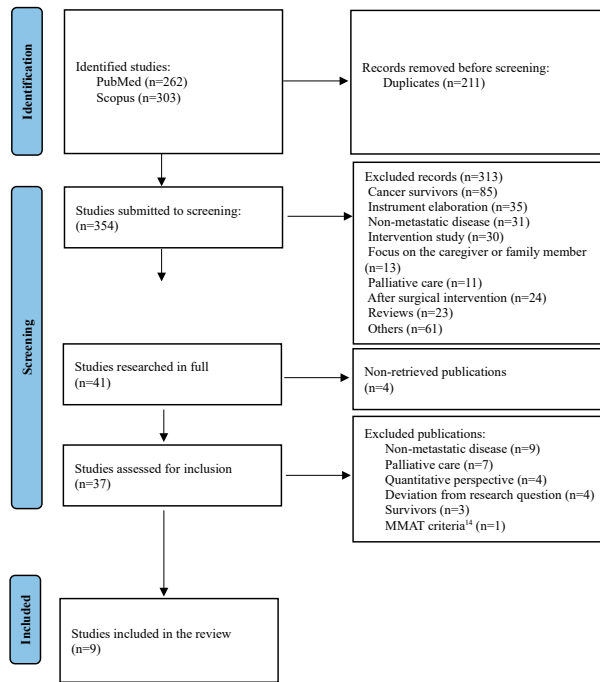 Identification
Identified studies:
PubMed (n=262)
Scopus (n=303)
Records removed before screening:
Duplicates (n=211)
Screening
Studies submitted to screening:
(n=354)
Excluded records (n=313)
Cancer survivors (n=85)
Instrument elaboration (n=35)
Non-metastatic disease (n=31)
Intervention study (n=30)
Focus on the caregiver or family member
(n=13)
Palliative care (n=11)
After surgical intervention (n=24)
Reviews (n=23)
Others (n=61)
Studies researched in full
(n=41)
Non-retrieved publications
(n=4)
Studies assessed for inclusion
(n=37)
Excluded publications:
Non-metastatic disease (n=9)
Palliative care (n=7)
Quantitative perspective (n=4)
Deviation from research question (n=4)
Survivors (n=3)
MMAT criteria¹⁴ (n=1)
Included
Studies included in the review
(n=9)